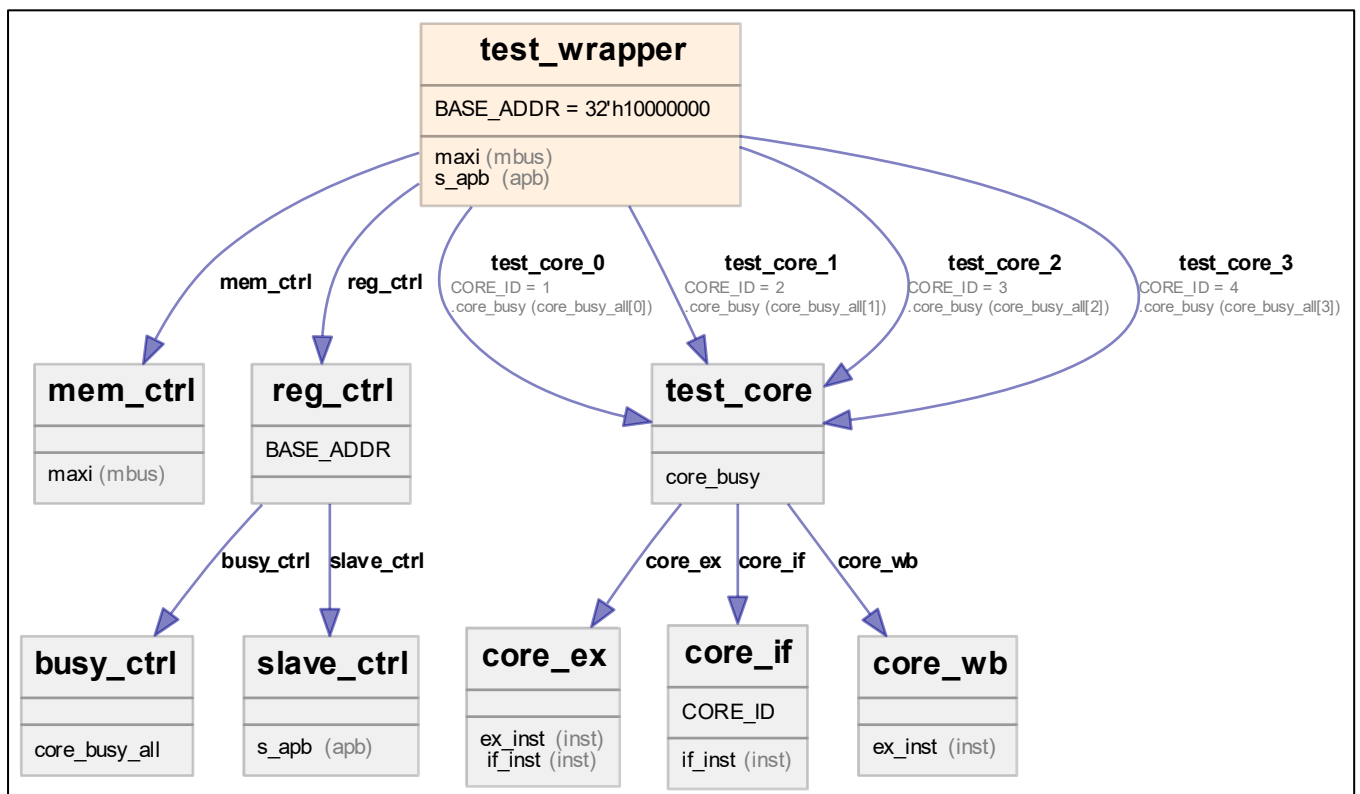 test_wrapper
BASE_ADDR = 32'h10000000
maxi (mbus)
s_apb (apb)
mem_ctrl
reg_ctrl
test_core_0
CORE_ID = 1
.core_busy (core_busy_all[0])
test_core_1
CORE_ID = 2
.core_busy (core_busy_all[1])
test_core_2
CORE_ID = 3
.core_busy (core_busy_all[2])
test_core_3
CORE_ID = 4
.core_busy (core_busy_all[3])
mem_ctrl
maxi (mbus)
reg_ctrl
BASE_ADDR
test_core
core_busy
busy_ctrl
slave_ctrl
core_ex
core_if
core_wb
busy_ctrl
core_busy_all
slave_ctrl
s_apb (apb)
core_ex
ex_inst (inst)
if_inst (inst)
core_if
CORE_ID
if_inst (inst)
core_wb
ex_inst (inst)